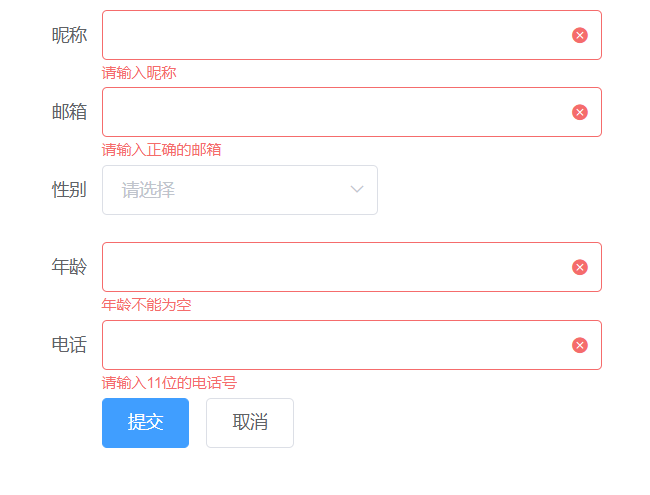 昵称
请输入昵称
邮箱
请输入正确的邮箱
性别 请选择
年龄
年龄不能为空
电话
请输入11位的电话号
提交 取消